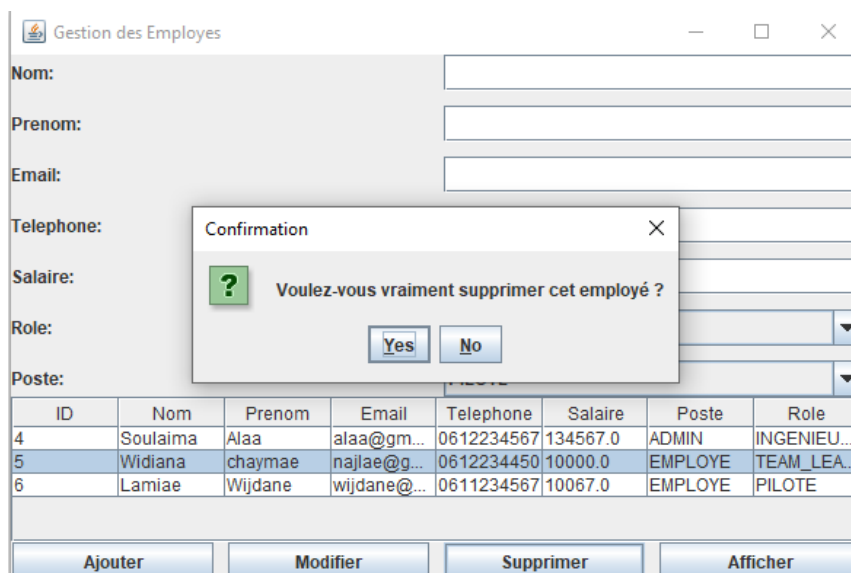 Gestion des Employes
Nom:
Prenom:
Email:
Telephone:
Confirmation
Salaire:
Voulez-vous vraiment supprimer cet employé ?
Role:
Yes No
Poste:
ID Nom Prenom Email Telephone Salaire Poste Role
4 Soulaima Alaa alaa@gm... 0612234567 134567.0 ADMIN INGENIEU...
5 Widiana chaymae najlae@g... 0612234450 10000.0 EMPLOYE TEAM_LEA...
6 Lamiae Wijdane wijdane@... 0611234567 10067.0 EMPLOYE PILOTE
Ajouter Modifier Supprimer Afficher